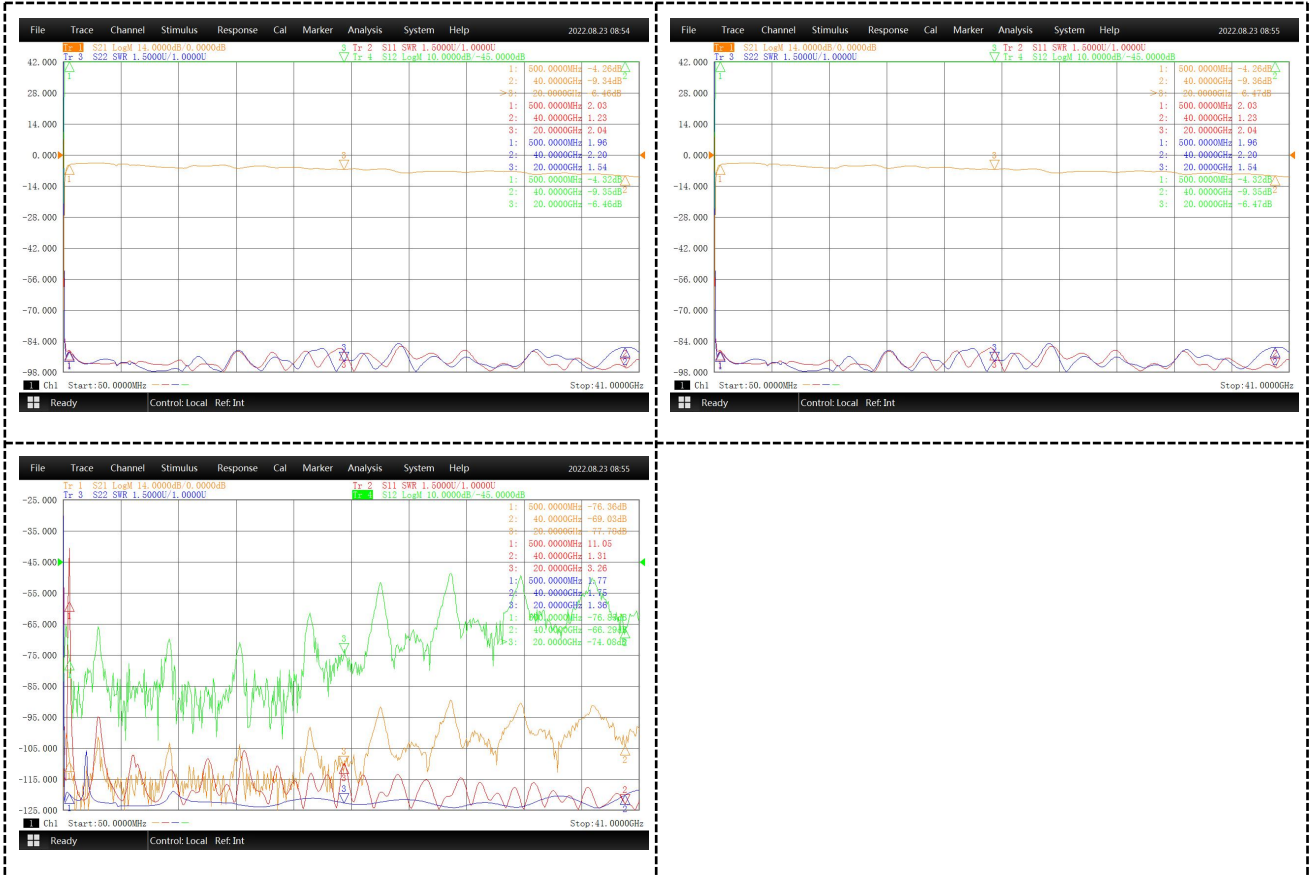 File Trace Channel Stimulus Response Cal Marker Analysis System Help 2022.08.23 08:54
Tr 1 S21 LogM 14.0000dB/0.0000dB Tr 2 S11 SWR 1.5000U/1.0000U
Tr 3 S22 SWR 1.5000U/1.0000U Tr 4 S12 LogM 10.0000dB/-45.0000dB
42.000
28.000
14.000
0.000
-14.000
-28.000
-42.000
-56.000
-70.000
-84.000
-98.000
1: 500.0000MHz -4.26dB
2: 40.0000GHz -9.34dB
>3: 20.0000GHz -6.46dB
1: 500.0000MHz 2.03
2: 40.0000GHz 1.23
3: 20.0000GHz 2.04
1: 500.0000MHz 1.96
2: 40.0000GHz 2.20
3: 20.0000GHz 1.54
1: 500.0000MHz -4.32dB
2: 40.0000GHz -9.35dB
3: 20.0000GHz -6.46dB
1 Ch1 Start:50.0000MHz Stop:41.0000GHz
Ready Control: Local Ref: Int
File Trace Channel Stimulus Response Cal Marker Analysis System Help 2022.08.23 08:55
Tr 1 S21 LogM 14.0000dB/0.0000dB Tr 2 S11 SWR 1.5000U/1.0000U
Tr 3 S22 SWR 1.5000U/1.0000U Tr 4 S12 LogM 10.0000dB/-45.0000dB
42.000
28.000
14.000
0.000
-14.000
-28.000
-42.000
-56.000
-70.000
-84.000
-98.000
1: 500.0000MHz -4.26dB
2: 40.0000GHz -9.36dB
>3: 20.0000GHz -6.47dB
1: 500.0000MHz 2.03
2: 40.0000GHz 1.23
3: 20.0000GHz 2.04
1: 500.0000MHz 1.96
2: 40.0000GHz 2.20
3: 20.0000GHz 1.54
1: 500.0000MHz -4.32dB
2: 40.0000GHz -9.35dB
3: 20.0000GHz -6.47dB
1 Ch1 Start:50.0000MHz Stop:41.0000GHz
Ready Control: Local Ref: Int
File Trace Channel Stimulus Response Cal Marker Analysis System Help 2022.08.23 08:55
Tr 1 S21 LogM 14.0000dB/0.0000dB Tr 2 S11 SWR 1.5000U/1.0000U
Tr 3 S22 SWR 1.5000U/1.0000U Tr 4 S12 LogM 10.0000dB/-45.0000dB
-25.000
-35.000
-45.000
-55.000
-65.000
-75.000
-85.000
-95.000
-105.000
-115.000
-125.000
1: 500.0000MHz -76.36dB
2: 40.0000GHz -69.03dB
3: 20.0000GHz
1: 500.0000MHz 11.05
2: 40.0000GHz 1.31
3: 20.0000GHz 3.26
1: 500.0000MHz 1.77
2: 40.0000GHz 1.75
3: 20.0000GHz 1.36
1: 500.0000MHz
2: 40.0000GHz
>3: 20.0000GHz
1 Ch1 Start:50.0000MHz Stop:41.0000GHz
Ready Control: Local Ref: Int